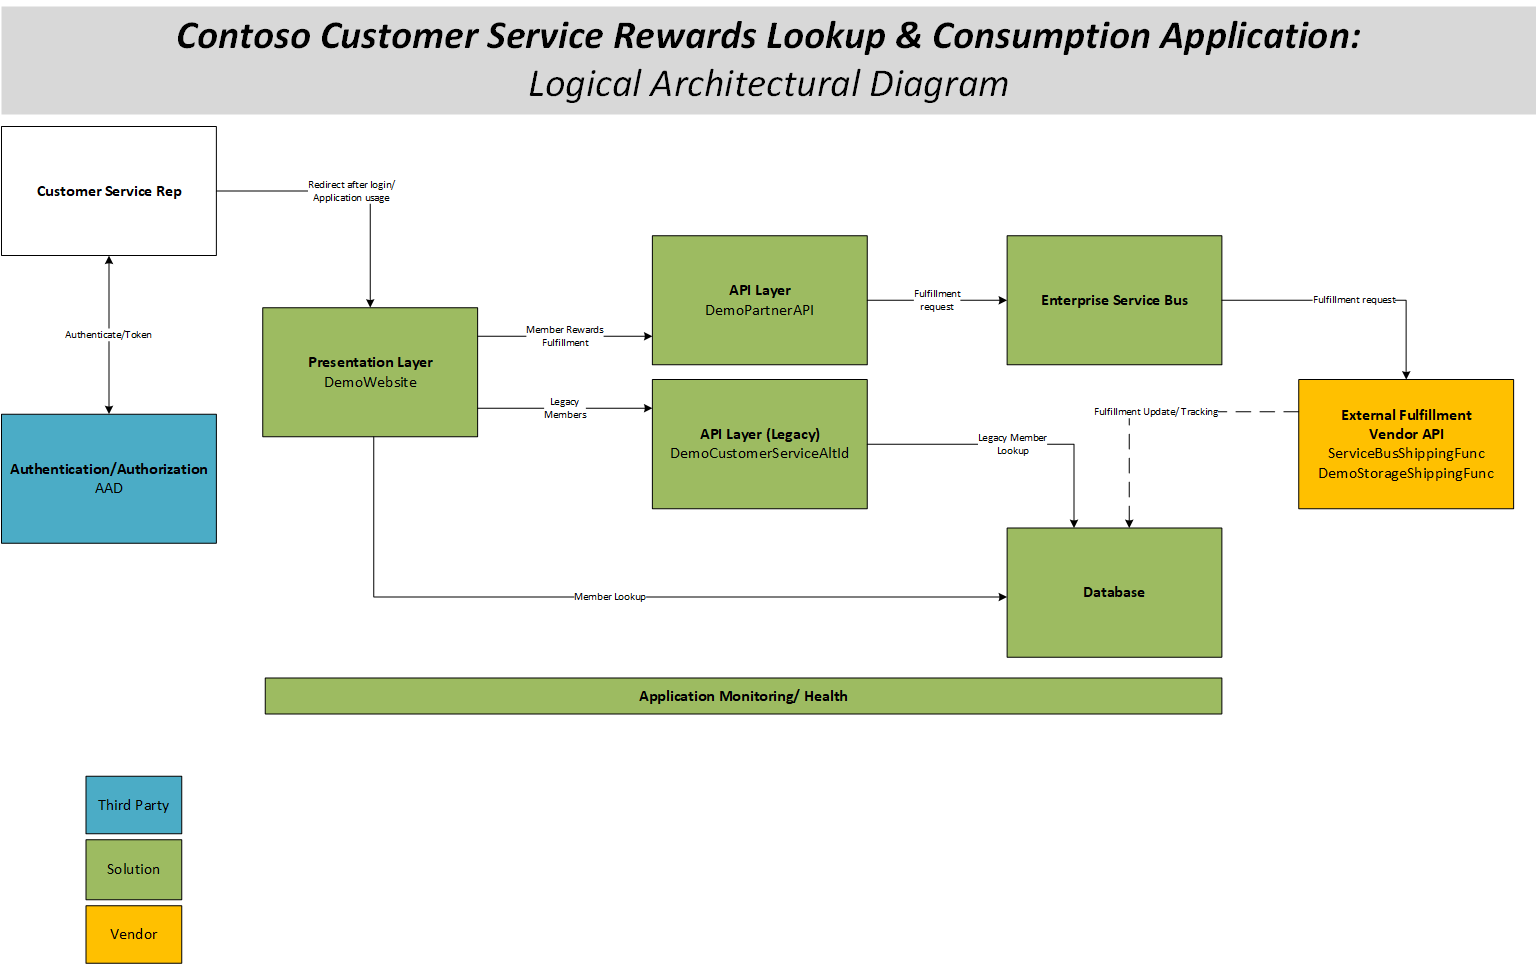 Contoso Customer Service Rewards Lookup & Consumption Application:
Logical Architectural Diagram
Customer Service Rep
Redirect after login/
Application usage
Authenticate/Token
Authentication/Authorization
AAD
Presentation Layer
DemoWebsite
Member Rewards
Fulfillment
Legacy
Members
API Layer
DemoPartnerAPI
Fulfillment
request
Enterprise Service Bus
Fulfillment request
API Layer (Legacy)
DemoCustomerServiceAltId
Legacy Member
Lookup
Fulfillment Update/ Tracking
External Fulfillment
Vendor API
ServiceBusShippingFunc
DemoStorageShippingFunc
Member Lookup
Database
Application Monitoring/ Health
Third Party
Solution
Vendor